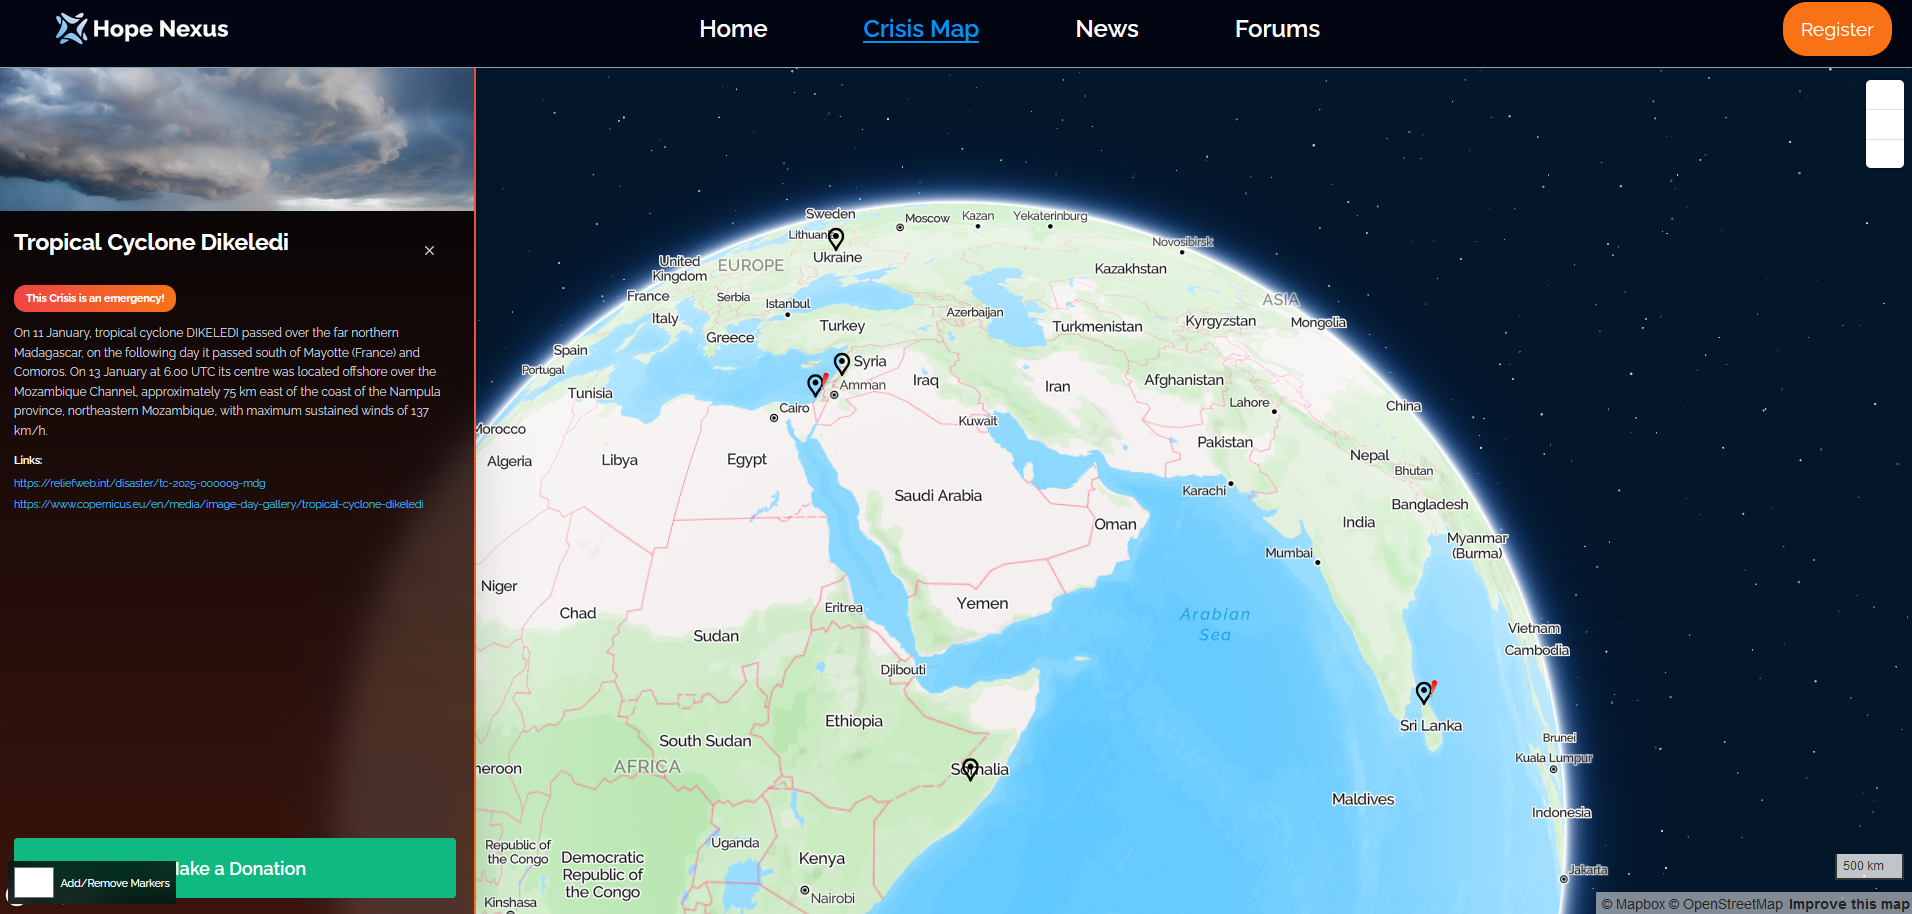 Hope Nexus
Home
Crisis Map
News
Forums
Register
Tropical Cyclone Dikeledi
×
This Crisis is an emergency!
On 11 January, tropical cyclone DIKELEDI passed over the far northern
Madagascar, on the following day it passed south of Mayotte (France) and
Comoros. On 13 January at 6.00 UTC its centre was located offshore over the
Mozambique Channel, approximately 75 km east of the coast of the Nampula
province, northeastern Mozambique, with maximum sustained winds of 137
km/h.
Links:
https://reliefweb.int/disaster/tc-2025-000009-mdg
https://www.copernicus.eu/en/media/image-day-gallery/tropical-cyclone-dikeledi
ake a Donation
Add/Remove Markers
Sweden
Moscow
Kazan
Yekaterinburg
Lithuani
Novosibirsk
Ukraine
United
Kingdom
EUROPE
Kazakhstan
France
Serbia
Istanbul
ASIA
Italy
Azerbaijan
Turkey
Turkmenistan
Kyrgyzstan
Mongolia
Greece
Spain
Portugal
Syria
Tunisia
Amman
Iraq
Iran
Afghanistan
Cairo
Lahore
China
Morocco
Kuwait
Pakistan
Algeria
Libya
Egypt
Nepal
Bhutan
Saudi Arabia
Karachi
Bangladesh
Oman
India
Myanmar
(Burma)
Mumbai
Niger
Chad
Eritrea
Yemen
Arabian
Sea
Sudan
Vietnam
Cambodia
Djibouti
Ethiopia
Sri Lanka
South Sudan
Brunei
Kuala Lumpur
AFRICA
meroon
Somalia
Maldives
Indonesia
Uganda
Republic of
the Congo
Democratic
Republic of
the Congo
Kenya
Nairobi
Kinshasa
Jakarta
500 km
© Mapbox © OpenStreetMap Improve this map